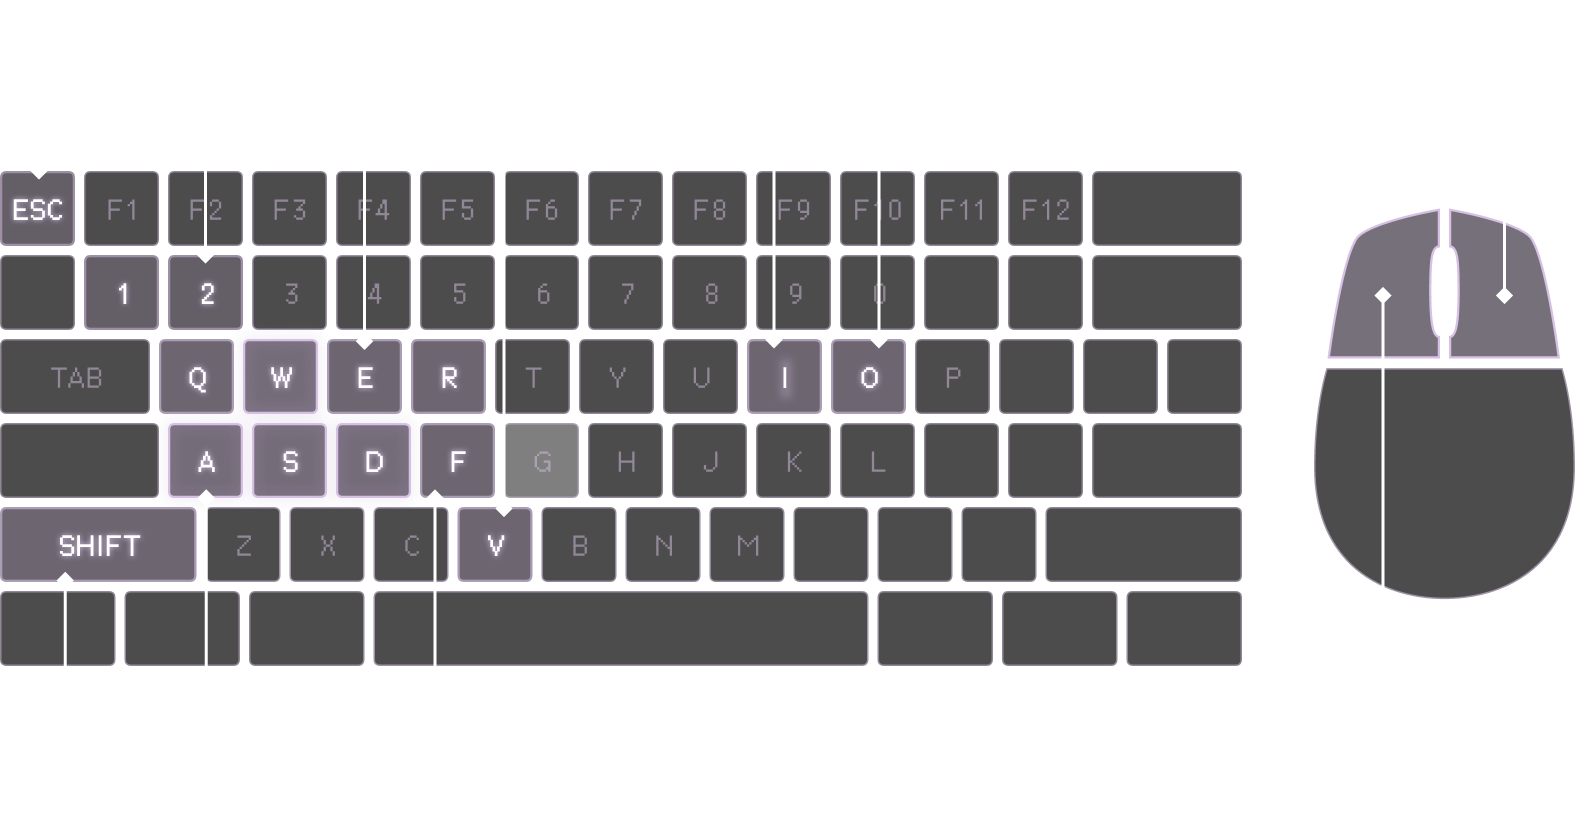 ESC F1 F2 F3 F4 F5 F6 F7 F8 F9 F10 F11 F12
1 2 3 4 5 6 7 8 9 0
TAB Q W E R T Y U I O P
A S D F G H J K L
SHIFT Z X C V B N M